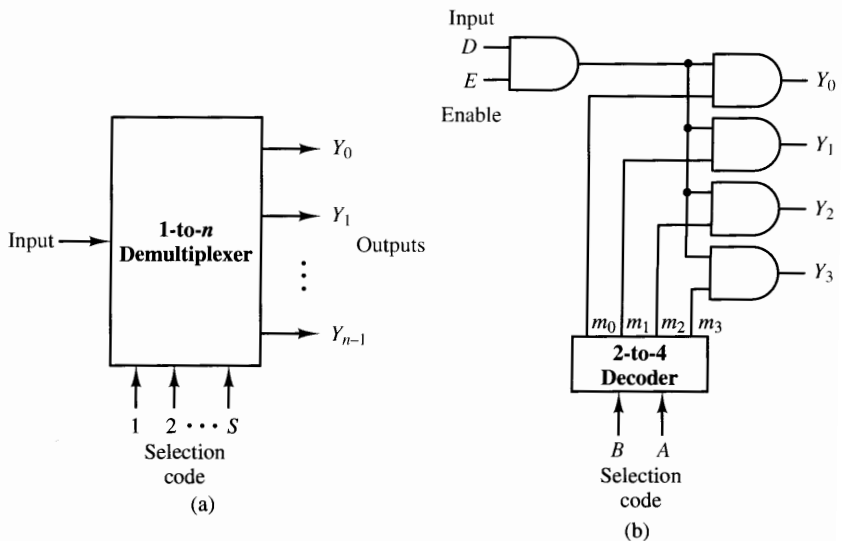 Y₀
1-to-n
Demultiplexer
Y₁
Input
Outputs
Yₙ₋₁
1 2 S
Selection
code
(a)
Input
D
E
Enable
Y₀
Y₁
Y₂
Y₃
m₀ m₁ m₂ m₃
2-to-4
Decoder
B A
Selection
code
(b)